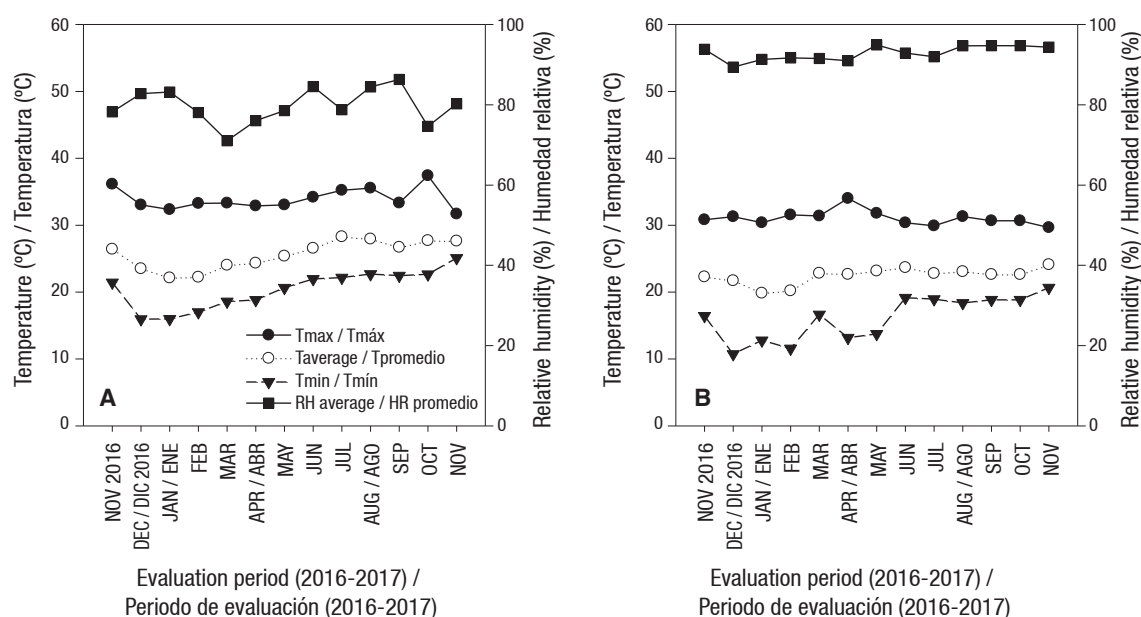 60
50
40
30
20
10
0
Temperature (ºC) / Temperatura (ºC)
100
80
60
40
20
0
Relative humidity (%) / Humedad relativa (%)
Tmax / Tmáx
Taverage / Tpromedio
Tmin / Tmín
RH average / HR promedio
A
NOV 2016
DEC / DIC 2016
JAN / ENE
FEB
MAR
APR / ABR
MAY
JUN
JUL
AUG / AGO
SEP
OCT
NOV
Evaluation period (2016-2017) /
Periodo de evaluación (2016-2017)
60
50
40
30
20
10
0
Temperature (ºC) / Temperatura (ºC)
100
80
60
40
20
0
Relative humidity (%) / Humedad relativa (%)
B
NOV 2016
DEC / DIC 2016
JAN / ENE
FEB
MAR
APR / ABR
MAY
JUN
JUL
AUG / AGO
SEP
OCT
NOV
Evaluation period (2016-2017) /
Periodo de evaluación (2016-2017)